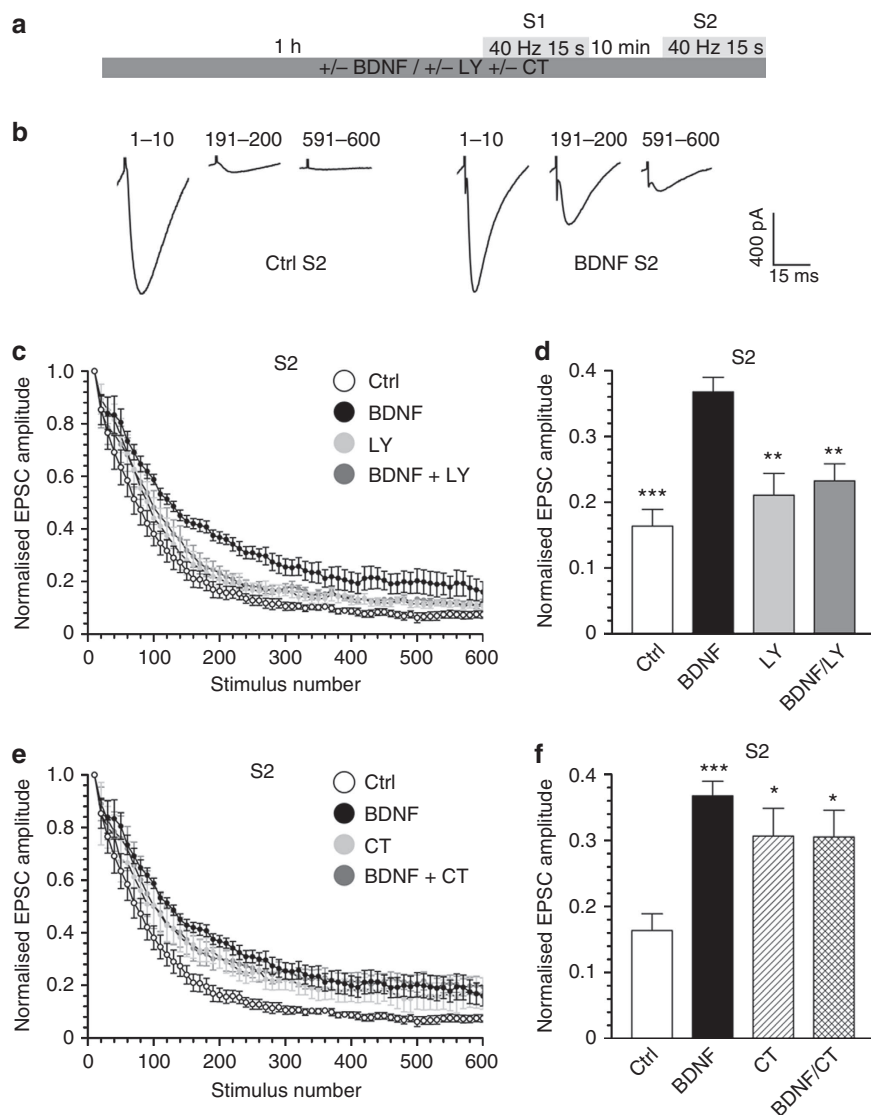 a
S1 S2
1 h 40 Hz 15 s 10 min 40 Hz 15 s
+/– BDNF / +/– LY +/– CT
b
1–10 191–200 591–600 1–10 191–200 591–600
Ctrl S2 BDNF S2
400 pA
15 ms
c
S2
Normalised EPSC amplitude
1.0
0.8
0.6
0.4
0.2
0
0 100 200 300 400 500 600
Stimulus number
Ctrl
BDNF
LY
BDNF + LY
d
S2
Normalised EPSC amplitude
0.4
0.3
0.2
0.1
0
*** ** **
Ctrl BDNF LY BDNF/LY
e
S2
Normalised EPSC amplitude
1.0
0.8
0.6
0.4
0.2
0
0 100 200 300 400 500 600
Stimulus number
Ctrl
BDNF
CT
BDNF + CT
f
S2
Normalised EPSC amplitude
0.4
0.3
0.2
0.1
0
*** * *
Ctrl BDNF CT BDNF/CT